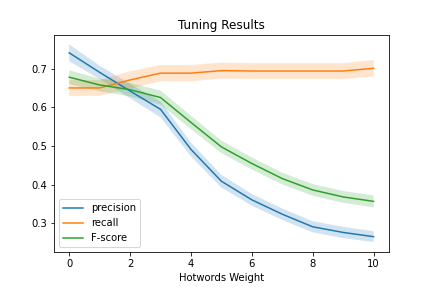 Tuning Results
0.7
0.6
0.5
0.4
0.3
precision
recall
F-score
0 2 4 6 8 10
Hotwords Weight